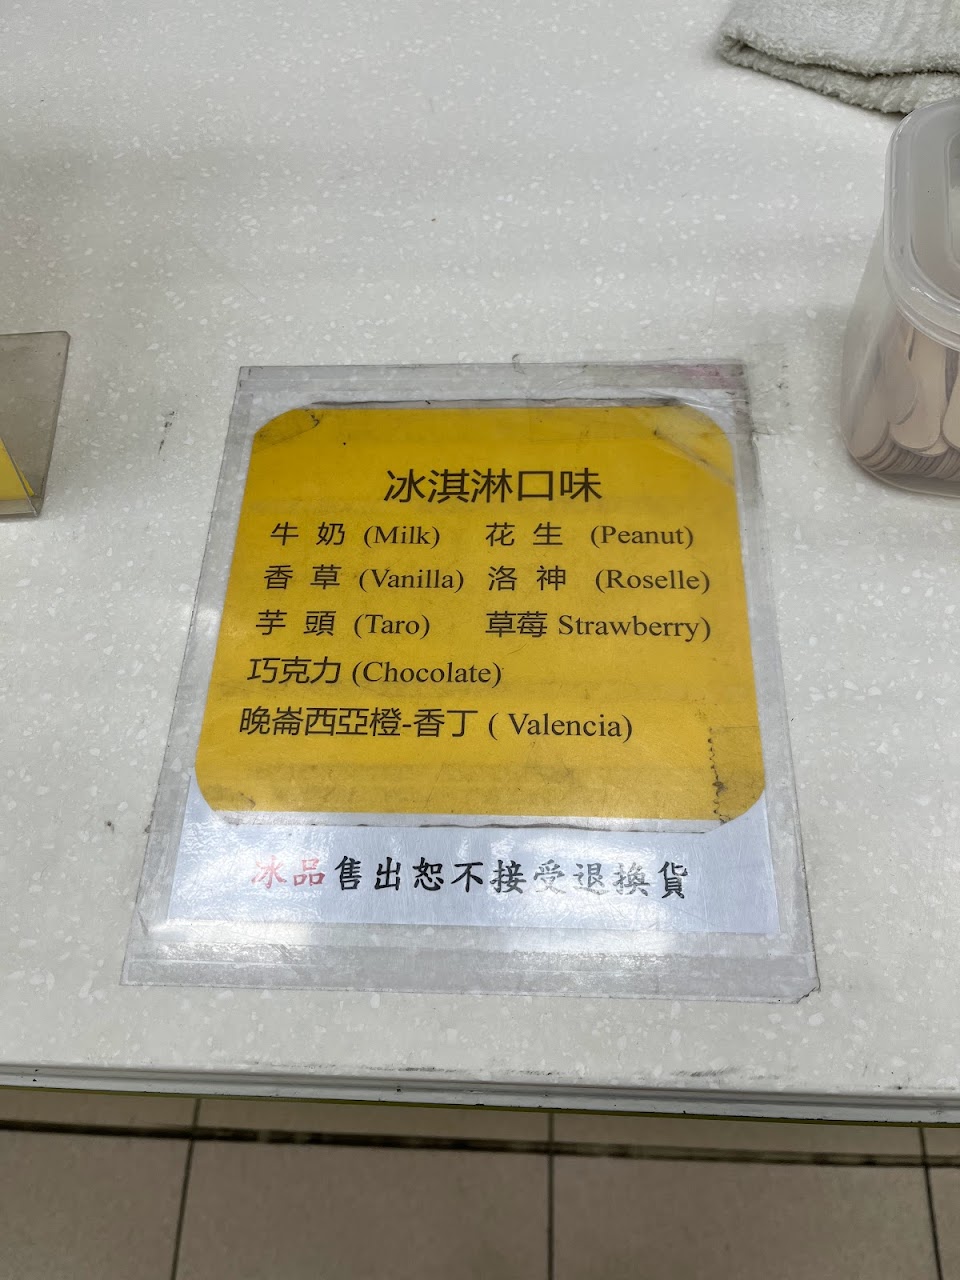 冰淇淋口味
牛奶 (Milk) 花生 (Peanut)
香草 (Vanilla) 洛神 (Roselle)
芋頭 (Taro) 草莓 Strawberry)
巧克力 (Chocolate)
晚崙西亞橙-香丁 ( Valencia)
冰品售出恕不接受退換貨